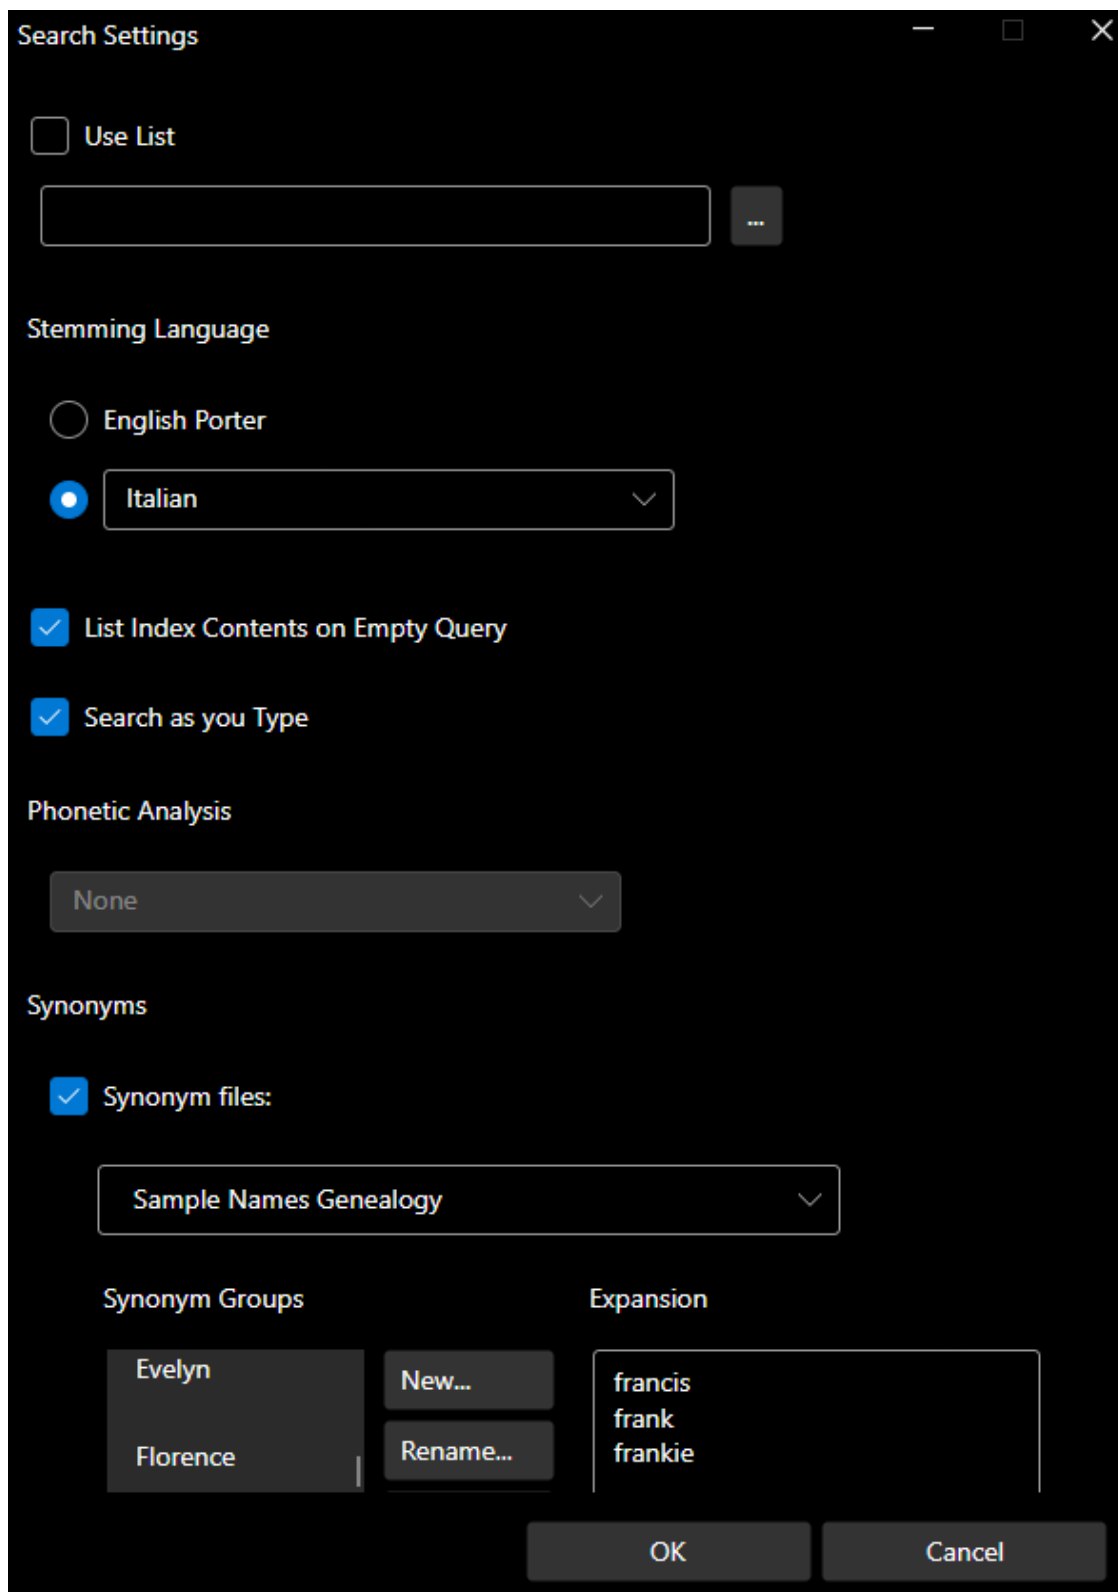 Search Settings
Use List
...
Stemming Language
English Porter
Italian
List Index Contents on Empty Query
Search as you Type
Phonetic Analysis
None
Synonyms
Synonym files:
Sample Names Genealogy
Synonym Groups
Expansion
Evelyn
Florence
New...
Rename...
francis
frank
frankie
OK
Cancel